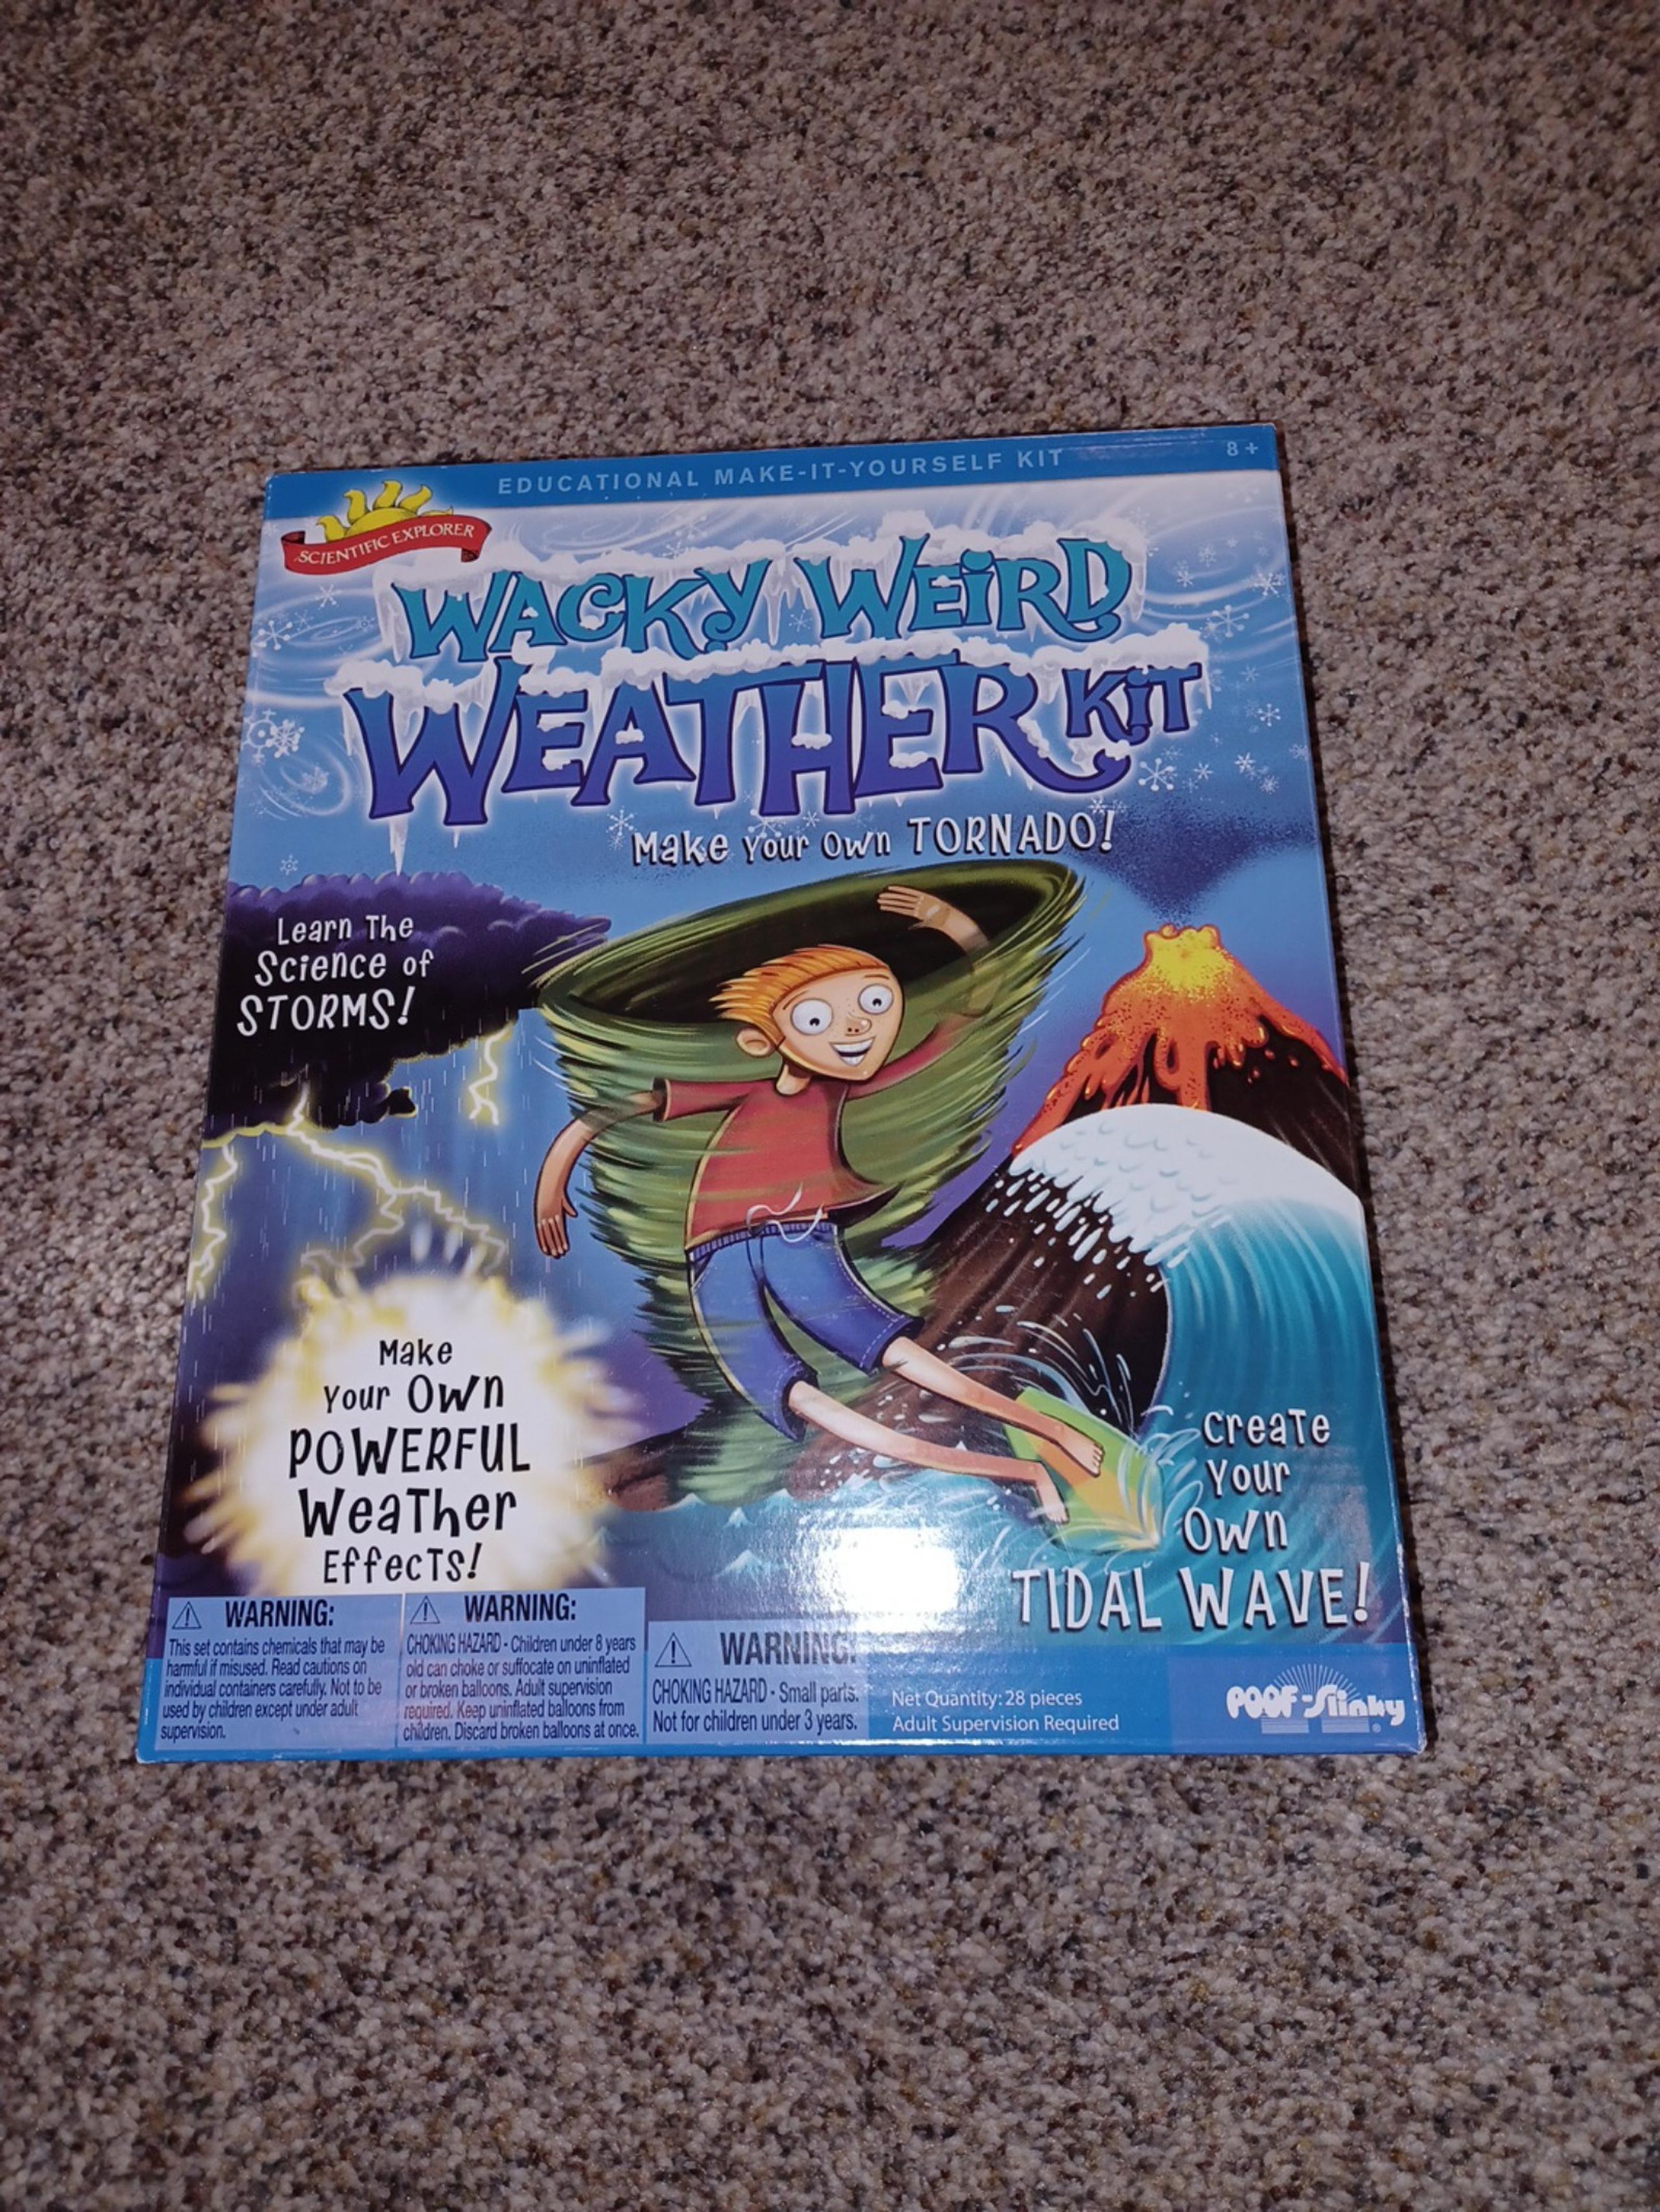 EDUCATIONAL MAKE-IT-YOURSELF KIT
8+
SCIENTIFIC EXPLORER
WACKY WEIRD
WEATHER KIT
Make Your Own TORNADO!
Learn The
Science of
STORMS!
Make
Your Own
POWERFUL
Weather
Effects!
Create
Your
Own
TIDAL WAVE!
WARNING:
This set contains chemicals that may be
harmful if misused. Read cautions on
individual containers carefully. Not to be
used by children except under adult
supervision.
WARNING:
CHOKING HAZARD - Children under 8 years
old can choke or suffocate on uninflated
or broken balloons. Adult supervision
required. Keep uninflated balloons from
children. Discard broken balloons at once.
WARNING:
CHOKING HAZARD - Small parts.
Not for children under 3 years.
Net Quantity: 28 pieces
Adult Supervision Required
POOF-Slinky®